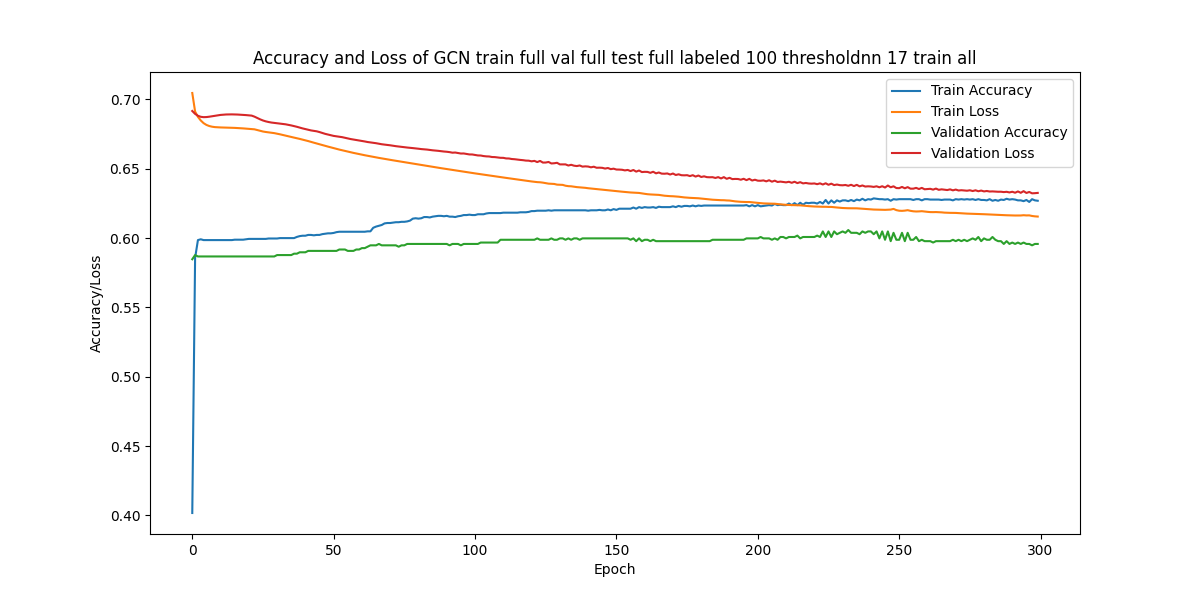 Accuracy and Loss of GCN train full val full test full labeled 100 thresholdnn 17 train all
Train Accuracy
Train Loss
Validation Accuracy
Validation Loss
Accuracy/Loss
0.70
0.65
0.60
0.55
0.50
0.45
0.40
0
50
100
150
200
250
300
Epoch